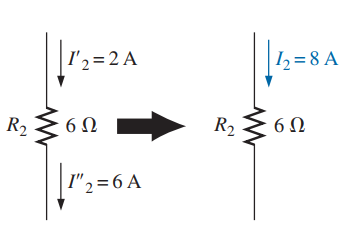 I'₂ = 2 A
R₂ 6 Ω
I"₂ = 6 A
I₂ = 8 A
R₂ 6 Ω